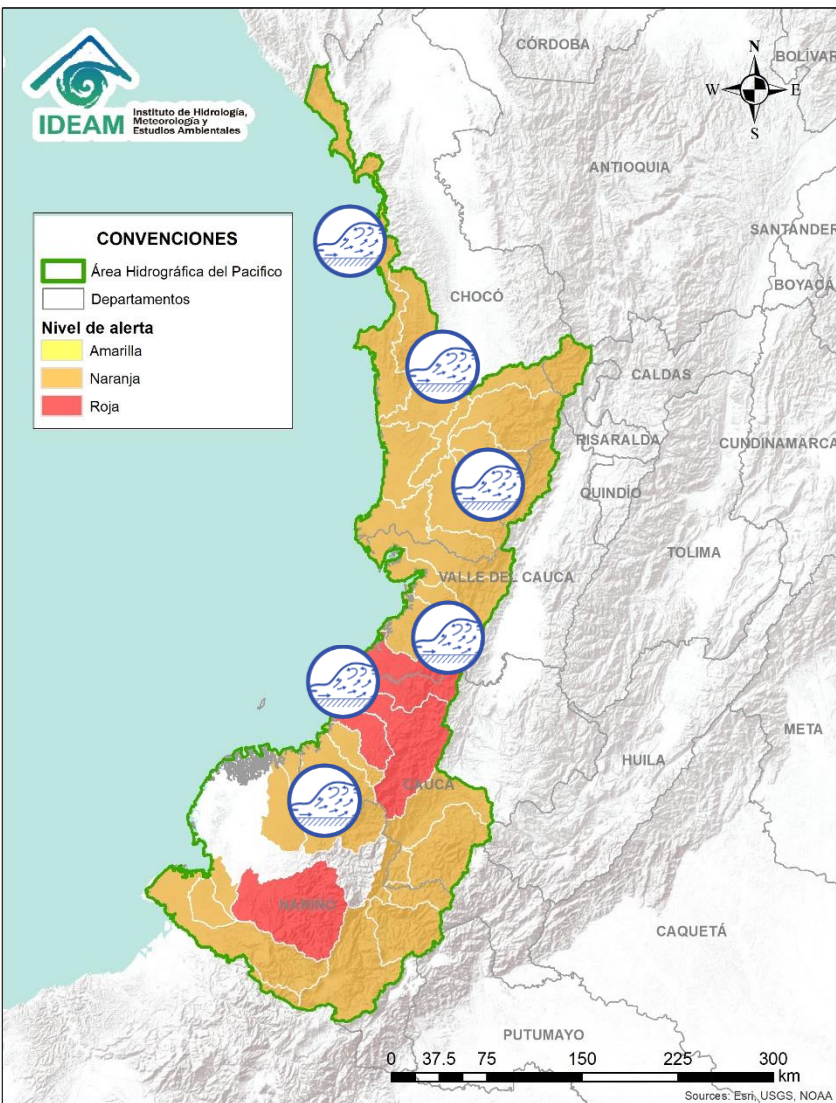 IDEAM
Instituto de Hidrología,
Meteorología y
Estudios Ambientales
CÓRDOBA
BOLÍVAR
N
W
E
S
ANTIOQUIA
SANTANDER
BOYACÁ
CONVENCIONES
Área Hidrográfica del Pacifico
Departamentos
Nivel de alerta
Amarilla
Naranja
Roja
CHOCÓ
CALDAS
RISARALDA
CUNDINAMARCA
QUINDÍO
TOLIMA
VALLE DEL CAUCA
META
HUILA
CAUCA
NARIÑO
CAQUETÁ
PUTUMAYO
0 37.5 75 150 225 300
km
Sources: Esri, USGS, NOAA